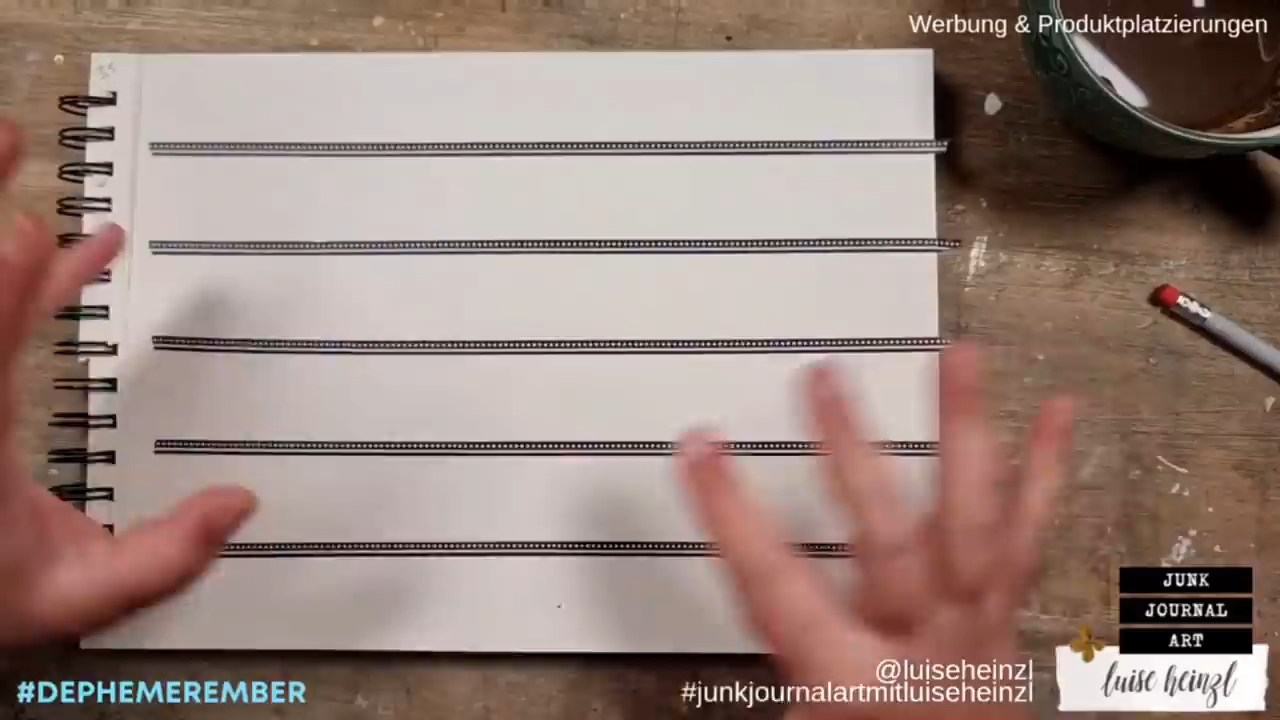 Werbung & Produktplatzierungen
JUNK
JOURNAL
ART
luise heinzl
@luiseheinzl
#junkjournalartmitluiseheinzl
#DEPHEMEREMBER